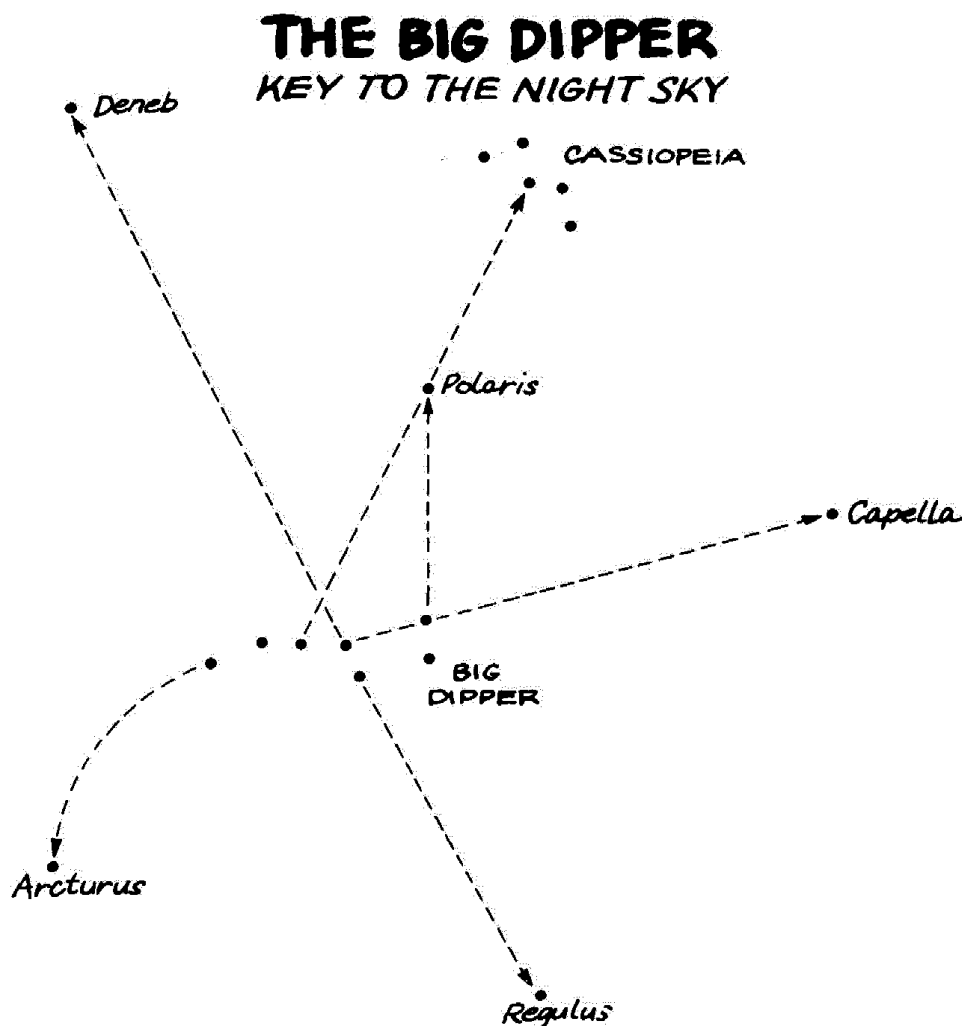 THE BIG DIPPER
KEY TO THE NIGHT SKY
Deneb
CASSIOPEIA
Polaris
Capella
BIG
DIPPER
Arcturus
Regulus